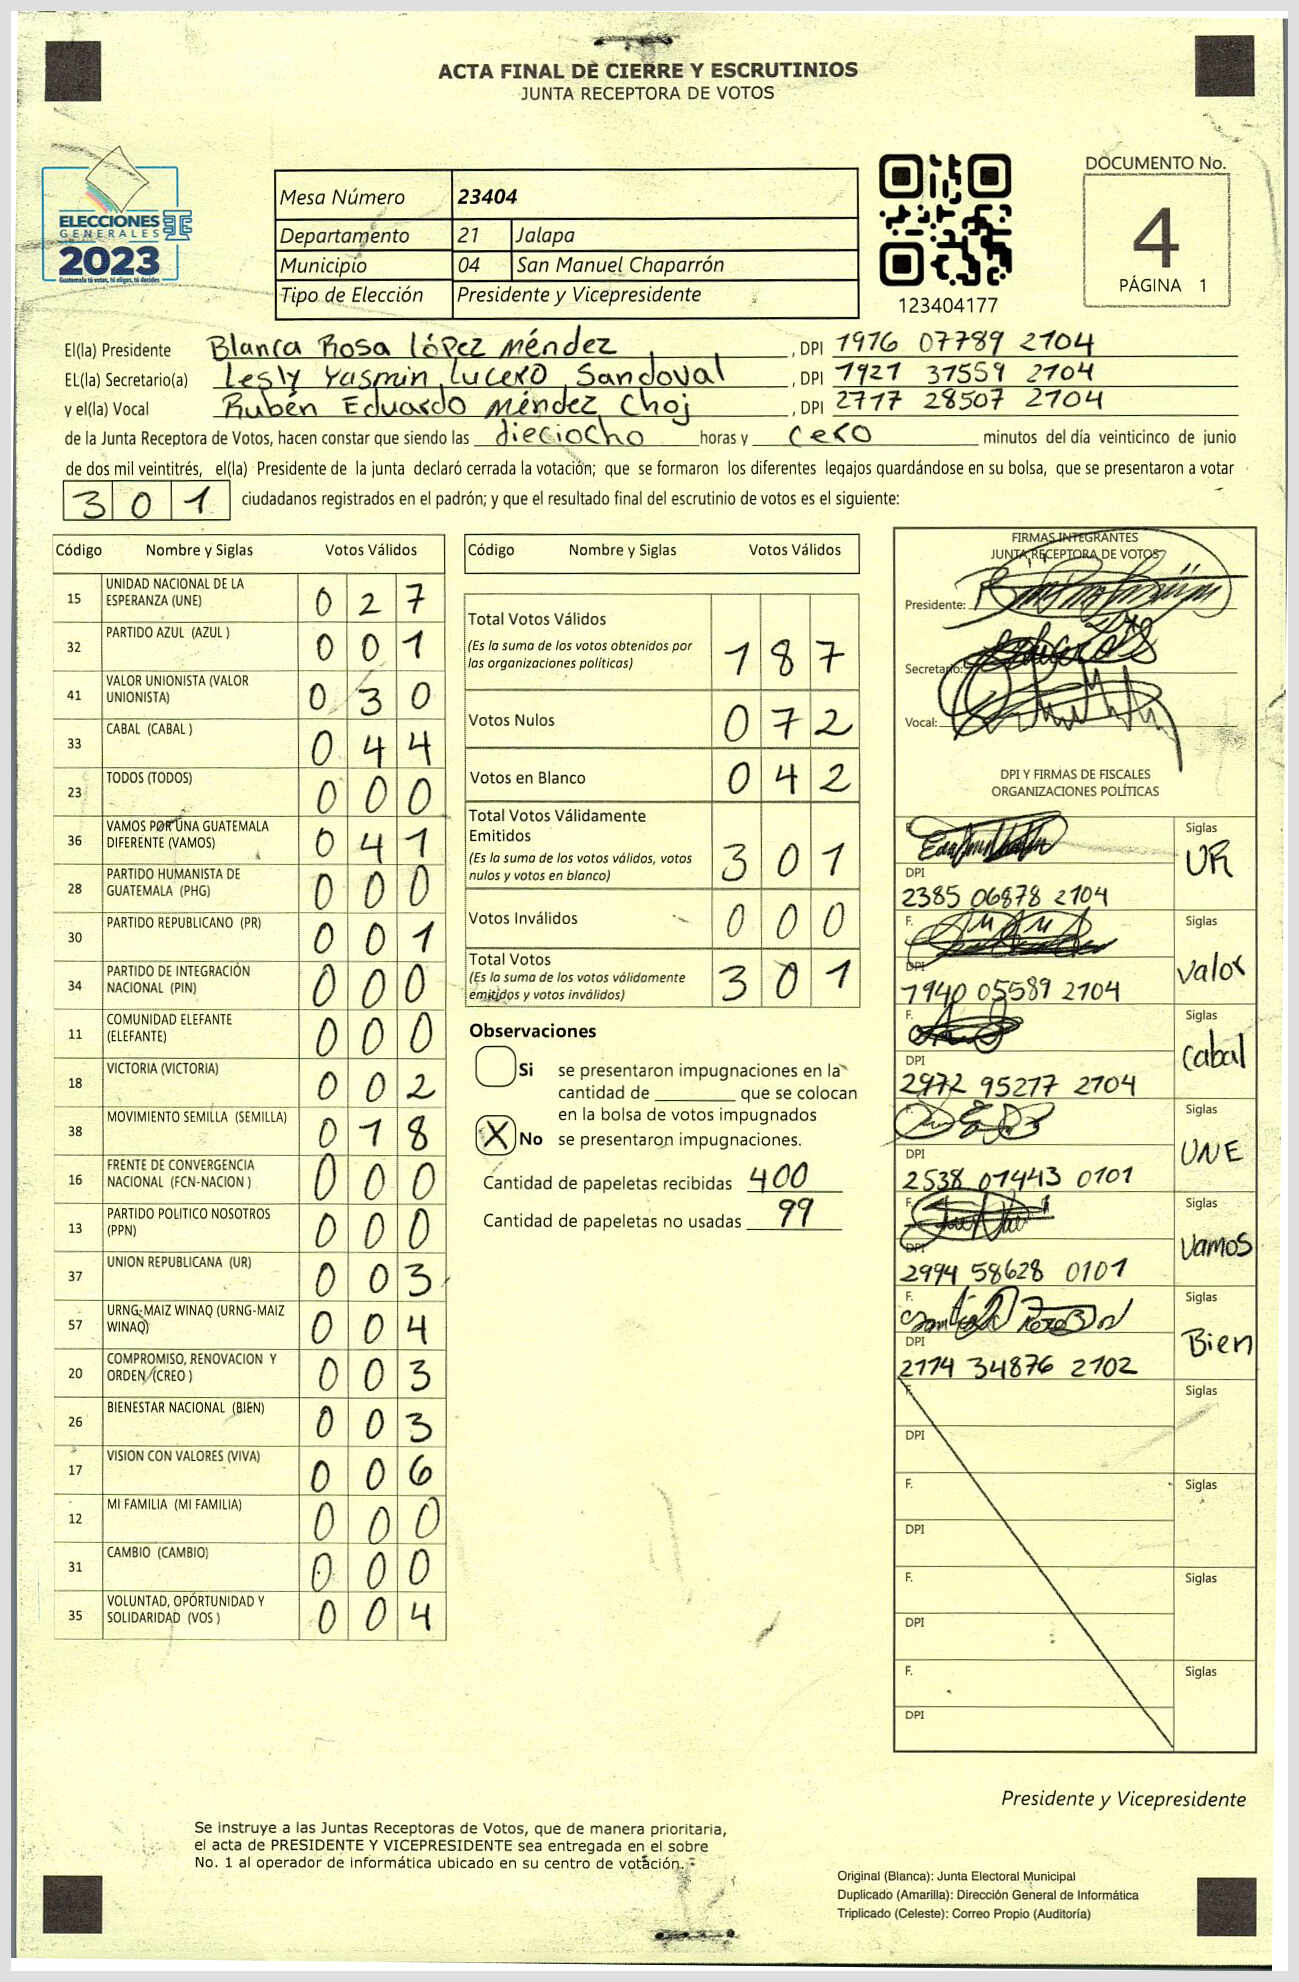 ACTA FINAL DE CIERRE Y ESCRUTINIOS
JUNTA RECEPTORA DE VOTOS
ELECCIONES
GENERALES
2023
Guatemala tú votas, tú eliges, tú decides
Mesa Número 23404
Departamento 21 Jalapa
Municipio 04 San Manuel Chaparrón
Tipo de Elección Presidente y Vicepresidente
123404177
DOCUMENTO No.
4
PÁGINA 1
El(la) Presidente Blanca Rosa López Méndez, DPI 1976 07789 2104
EL(la) Secretario(a) Lesly Yasmin Lucero Sandoval, DPI 1921 31559 2104
y el(la) Vocal Rubén Eduardo Méndez Choj, DPI 2717 28507 2104
de la Junta Receptora de Votos, hacen constar que siendo las dieciocho horas y cero minutos del día veinticinco de junio
de dos mil veintitrés, el(la) Presidente de la junta declaró cerrada la votación; que se formaron los diferentes legajos guardándose en su bolsa, que se presentaron a votar
301 ciudadanos registrados en el padrón; y que el resultado final del escrutinio de votos es el siguiente:
Código Nombre y Siglas Votos Válidos
15 UNIDAD NACIONAL DE LA ESPERANZA (UNE) 0 2 7
32 PARTIDO AZUL (AZUL ) 0 0 1
41 VALOR UNIONISTA (VALOR UNIONISTA) 0 3 0
33 CABAL (CABAL ) 0 4 4
23 TODOS (TODOS) 0 0 0
36 VAMOS POR UNA GUATEMALA DIFERENTE (VAMOS) 0 4 1
28 PARTIDO HUMANISTA DE GUATEMALA (PHG) 0 0 0
30 PARTIDO REPUBLICANO (PR) 0 0 1
34 PARTIDO DE INTEGRACIÓN NACIONAL (PIN) 0 0 0
11 COMUNIDAD ELEFANTE (ELEFANTE) 0 0 0
18 VICTORIA (VICTORIA) 0 0 2
38 MOVIMIENTO SEMILLA (SEMILLA) 0 1 8
16 FRENTE DE CONVERGENCIA NACIONAL (FCN-NACION ) 0 0 0
13 PARTIDO POLITICO NOSOTROS (PPN) 0 0 0
37 UNION REPUBLICANA (UR) 0 0 3
57 URNG-MAIZ WINAQ (URNG-MAIZ WINAQ) 0 0 4
20 COMPROMISO, RENOVACION Y ORDEN (CREO ) 0 0 3
26 BIENESTAR NACIONAL (BIEN) 0 0 3
17 VISION CON VALORES (VIVA) 0 0 6
12 MI FAMILIA (MI FAMILIA) 0 0 0
31 CAMBIO (CAMBIO) 0 0 0
35 VOLUNTAD, OPORTUNIDAD Y SOLIDARIDAD (VOS ) 0 0 4
Código Nombre y Siglas Votos Válidos
Total Votos Válidos
(Es la suma de los votos obtenidos por
las organizaciones políticas) 1 8 7
Votos Nulos 0 7 2
Votos en Blanco 0 4 2
Total Votos Válidamente
Emitidos
(Es la suma de los votos válidos, votos
nulos y votos en blanco) 3 0 1
Votos Inválidos 0 0 0
Total Votos
(Es la suma de los votos válidamente
emitidos y votos inválidos) 3 0 1
Observaciones
Si se presentaron impugnaciones en la
cantidad de ________ que se colocan
en la bolsa de votos impugnados
X No se presentaron impugnaciones.
Cantidad de papeletas recibidas 400
Cantidad de papeletas no usadas 99
FIRMAS INTEGRANTES
JUNTA RECEPTORA DE VOTOS
Presidente:
Secretario:
Vocal:
DPI Y FIRMAS DE FISCALES
ORGANIZACIONES POLÍTICAS
F. Siglas UR
DPI 2385 06878 2104
F. Siglas Valor
DPI 1940 05589 2104
F. Siglas Cabal
DPI 2972 95277 2104
F. Siglas UNE
DPI 2538 07443 0101
F. Siglas Vamos
DPI 2994 58628 0101
F. Siglas Bien
DPI 2114 34876 2102
F. Siglas
DPI
F. Siglas
DPI
F. Siglas
DPI
F. Siglas
DPI
Presidente y Vicepresidente
Se instruye a las Juntas Receptoras de Votos, que de manera prioritaria,
el acta de PRESIDENTE Y VICEPRESIDENTE sea entregada en el sobre
No. 1 al operador de informática ubicado en su centro de votación.
Original (Blanca): Junta Electoral Municipal
Duplicado (Amarilla): Dirección General de Informática
Triplicado (Celeste): Correo Propio (Auditoría)